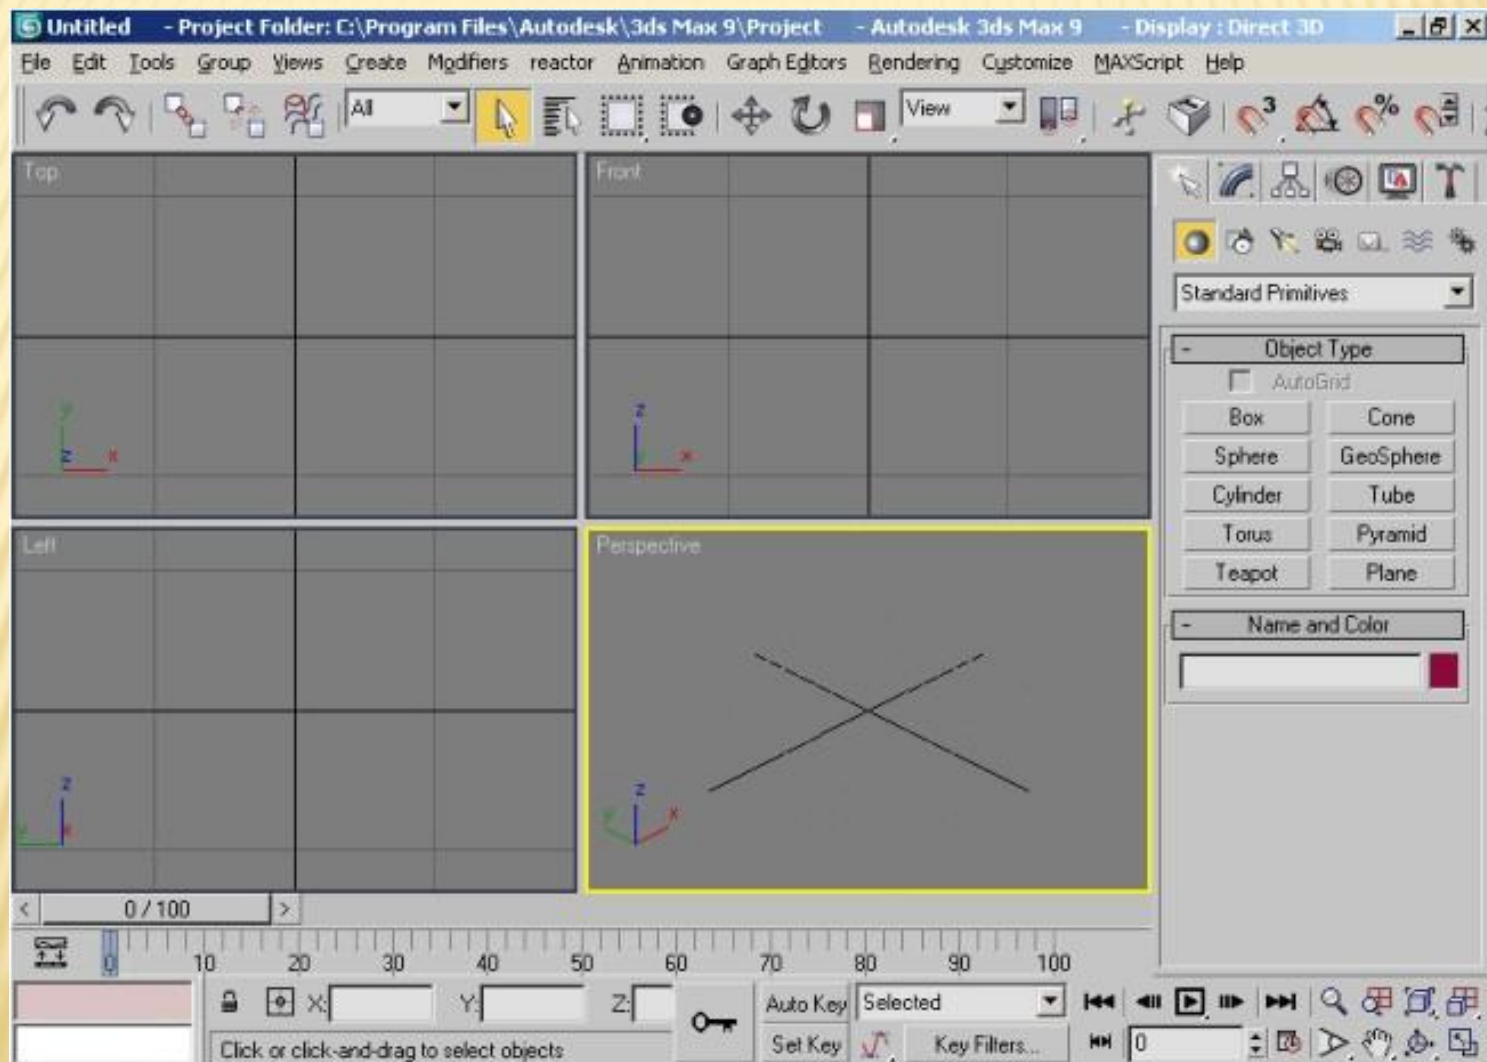 Untitled - Project Folder: C:\Program Files\Autodesk\3ds Max 9\Project - Autodesk 3ds Max 9 - Display : Direct 3D
File Edit Tools Group Views Create Modifiers reactor Animation Graph Editors Rendering Customize MAXScript Help
All View 3 %
Top Front
Standard Primitives
- Object Type
AutoGrid
Box Cone
Sphere GeoSphere
Cylinder Tube
Torus Pyramid
Teapot Plane
- Name and Color
y z x
z y x
Left Perspective
z y x
z y x
< 0 / 100 >
0 10 20 30 40 50 60 70 80 90 100
X: Y: Z: Auto Key Selected
Click or click-and-drag to select objects Set Key Key Filters... 0